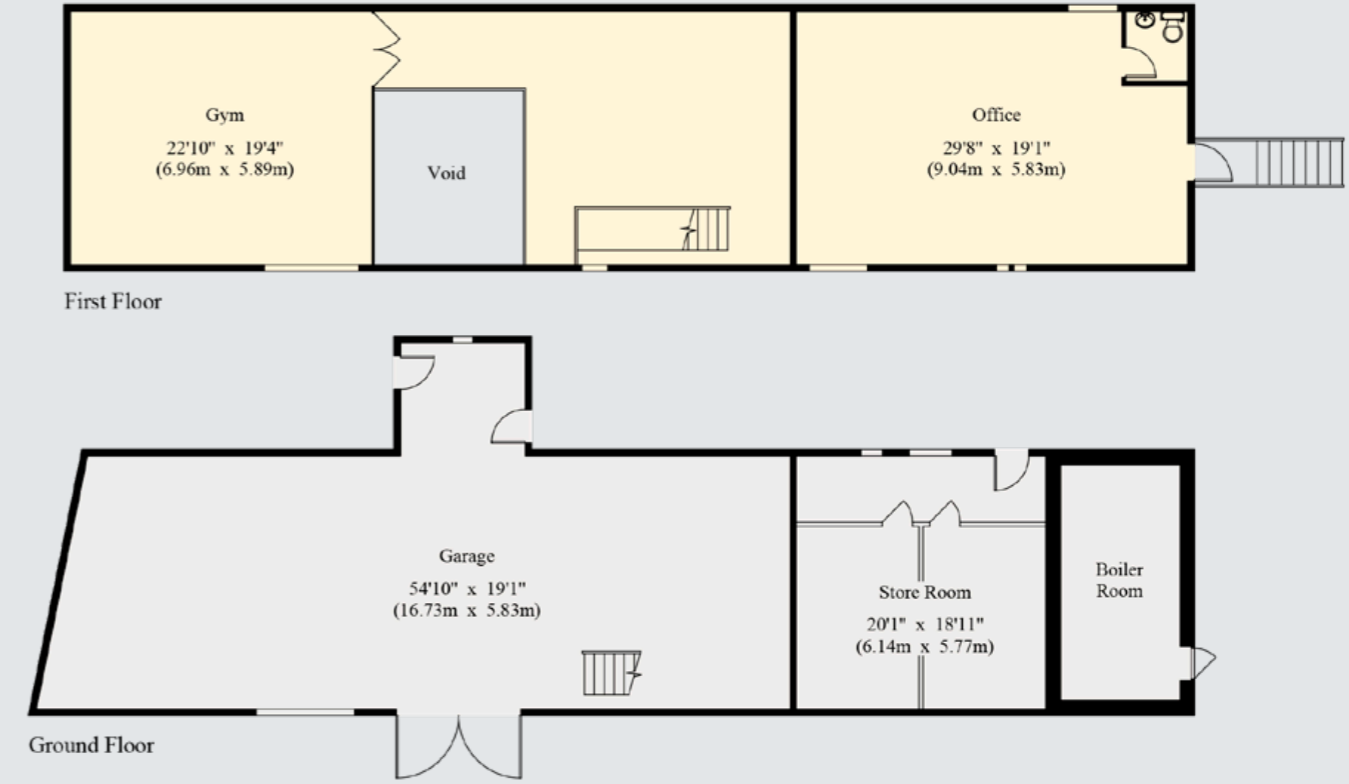 Gym
22'10" x 19'4"
(6.96m x 5.89m)
Void
Office
29'8" x 19'1"
(9.04m x 5.83m)
First Floor
Garage
54'10" x 19'1"
(16.73m x 5.83m)
Store Room
20'1" x 18'11"
(6.14m x 5.77m)
Boiler
Room
Ground Floor